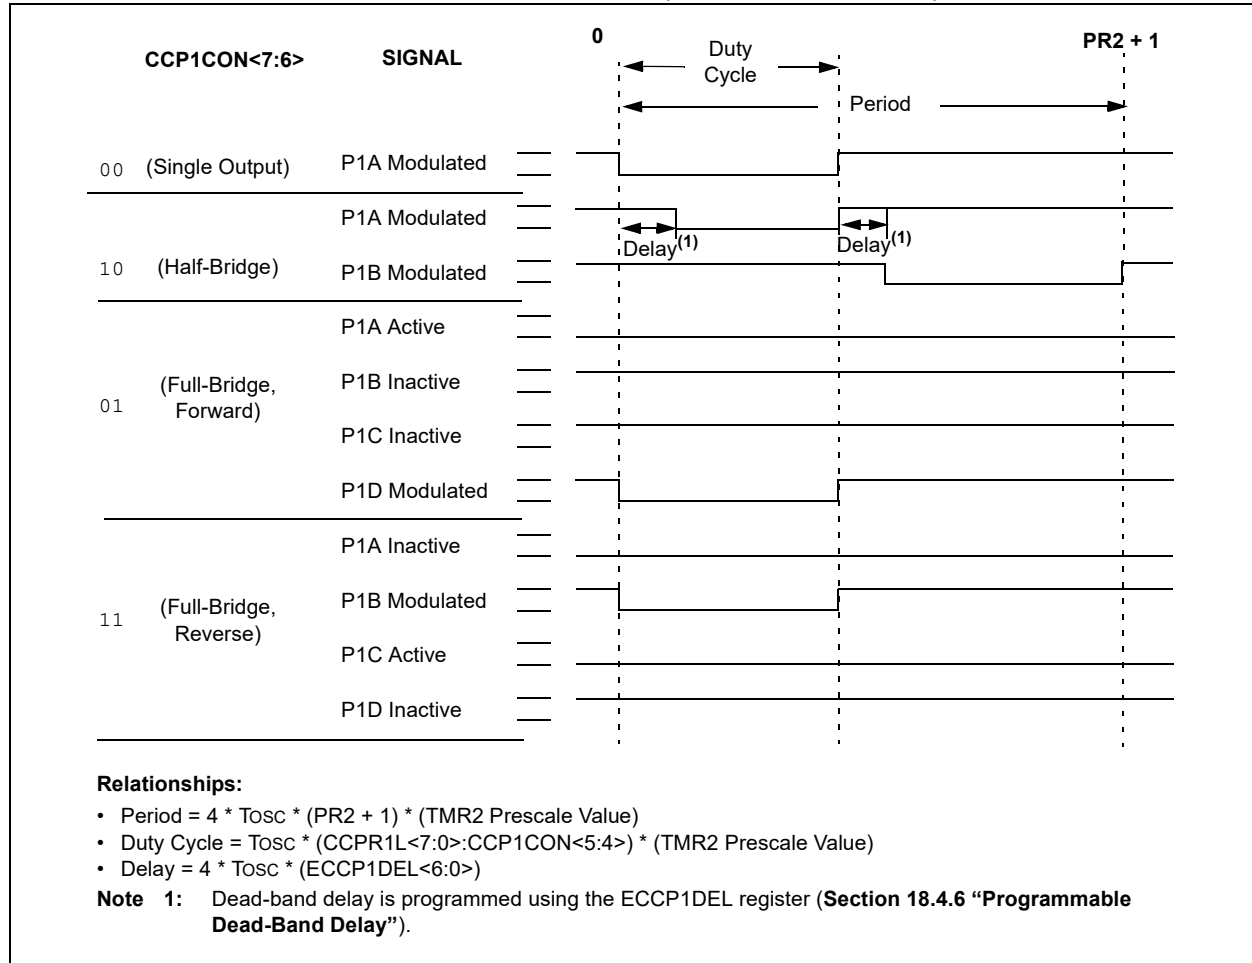 0
PR2 + 1
CCP1CON<7:6>
SIGNAL
Duty
Cycle
Period
00 (Single Output) P1A Modulated
P1A Modulated
Delay(1) Delay(1)
10 (Half-Bridge) P1B Modulated
P1A Active
P1B Inactive
01 (Full-Bridge,
Forward)
P1C Inactive
P1D Modulated
P1A Inactive
P1B Modulated
11 (Full-Bridge,
Reverse)
P1C Active
P1D Inactive
Relationships:
• Period = 4 * TOSC * (PR2 + 1) * (TMR2 Prescale Value)
• Duty Cycle = TOSC * (CCPR1L<7:0>:CCP1CON<5:4>) * (TMR2 Prescale Value)
• Delay = 4 * TOSC * (ECCP1DEL<6:0>)
Note 1: Dead-band delay is programmed using the ECCP1DEL register (Section 18.4.6 “Programmable
Dead-Band Delay”).